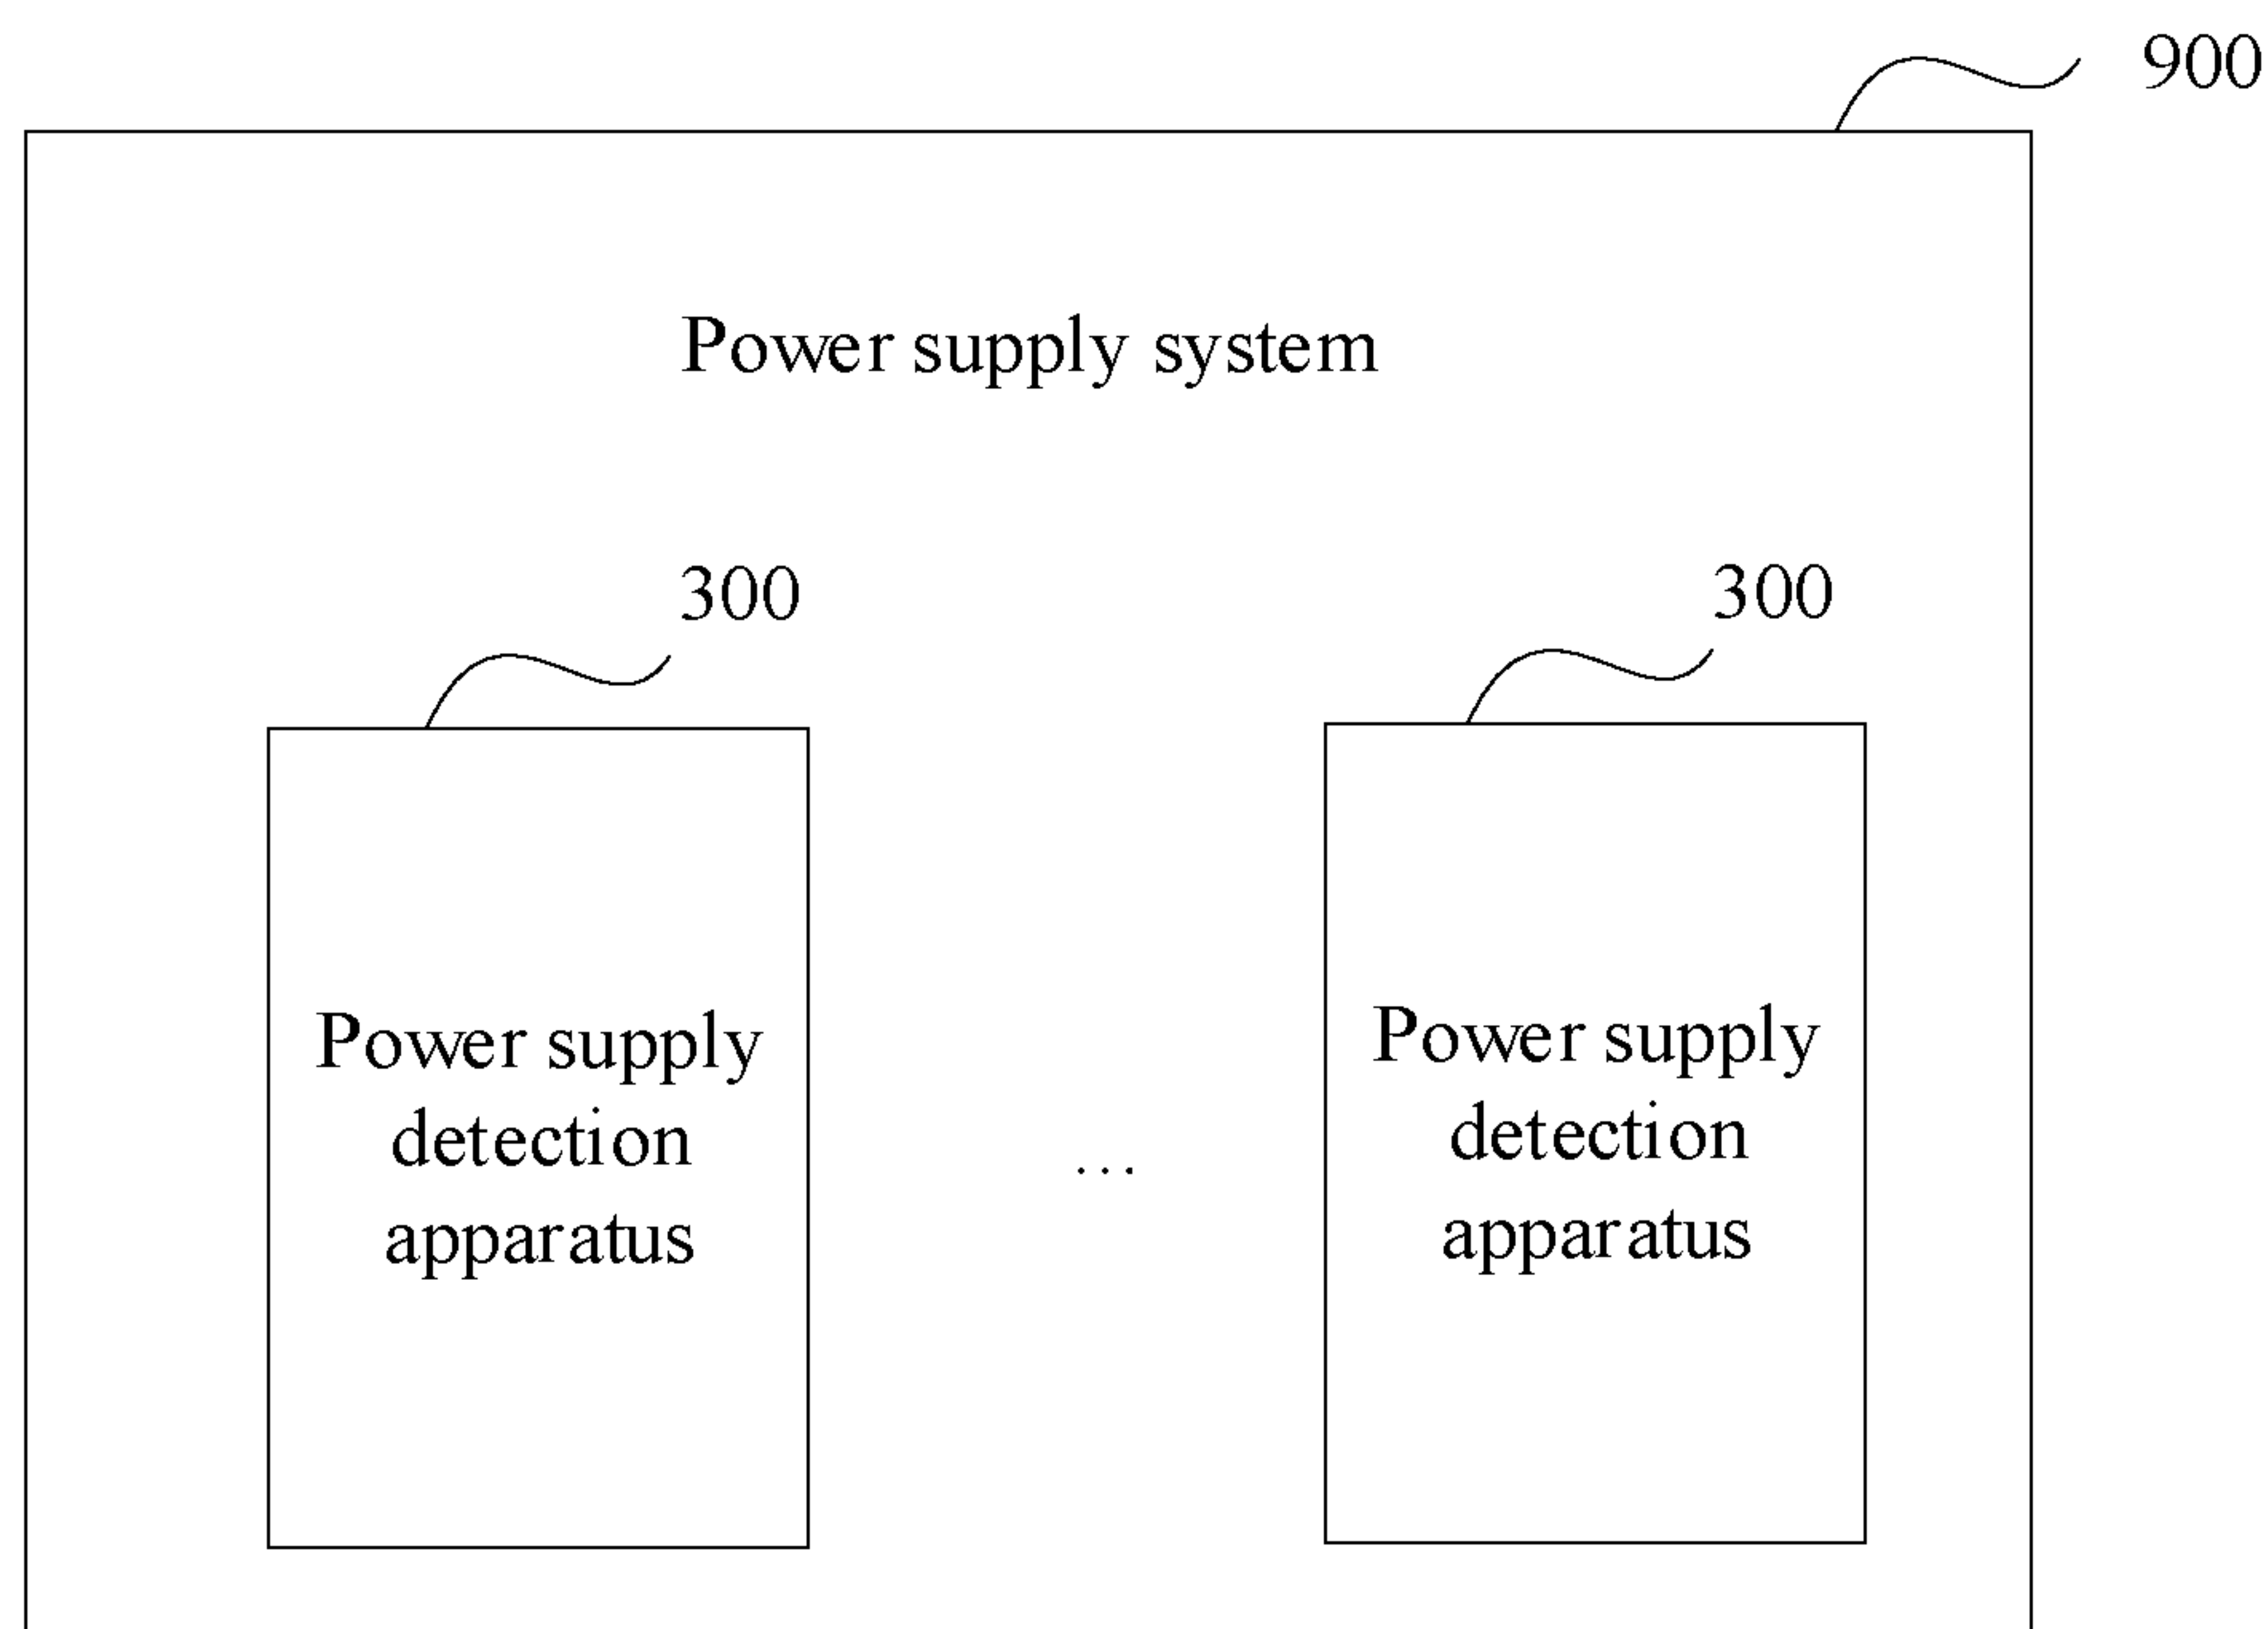 900
Power supply system
300
300
Power supply
detection
apparatus
...
Power supply
detection
apparatus